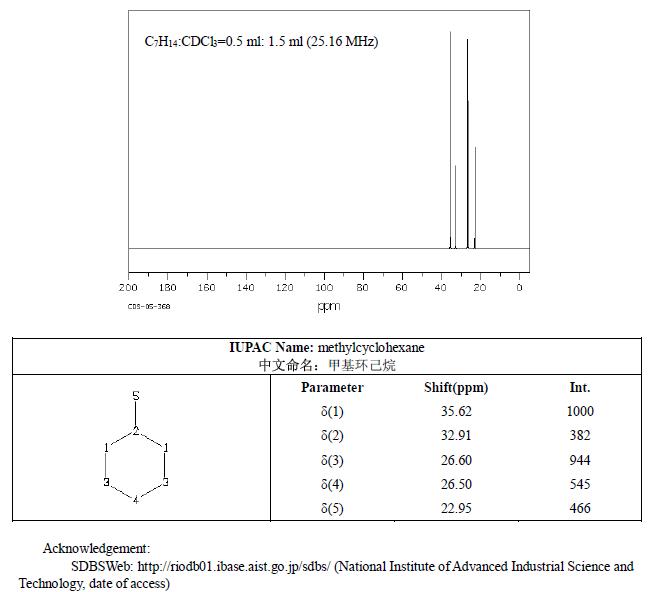 C₇H₁₄:CDCl₃=0.5 ml: 1.5 ml (25.16 MHz)
200 180 160 140 120 100 80 60 40 20 0
CDS-05-368
ppm
IUPAC Name: methylcyclohexane
中文命名：甲基环己烷
Parameter Shift(ppm) Int.
δ(1) 35.62 1000
δ(2) 32.91 382
δ(3) 26.60 944
δ(4) 26.50 545
δ(5) 22.95 466
5
2
1 1
3 3
4
Acknowledgement:
SDBSWeb: http://riodb01.ibase.aist.go.jp/sdbs/ (National Institute of Advanced Industrial Science and
Technology, date of access)